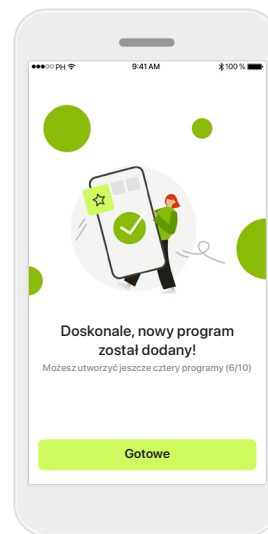 PH 9:41 AM 100 %
Doskonale, nowy program
został dodany!
Możesz utworzyć jeszcze cztery programy (6/10)
Gotowe